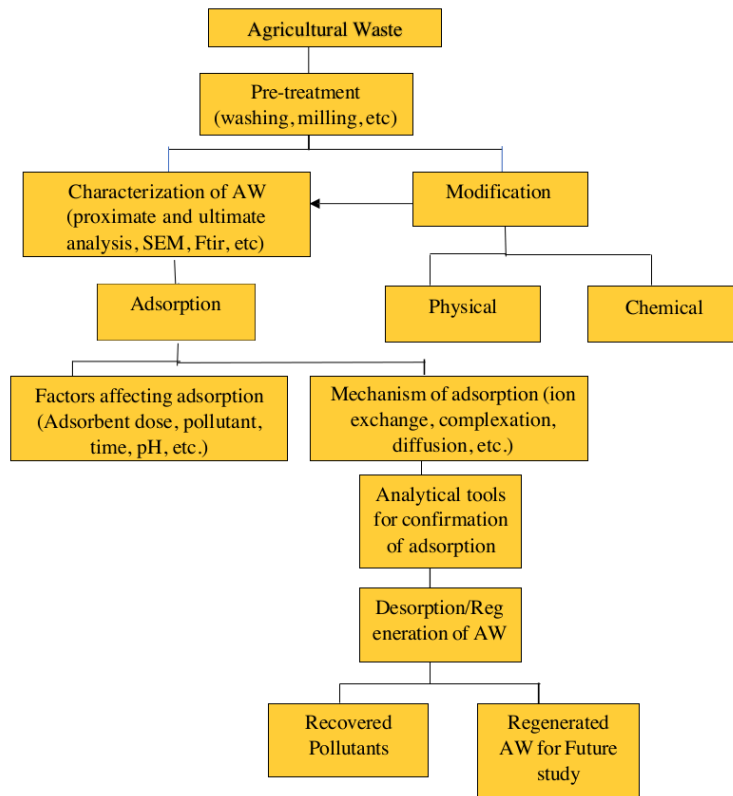 Agricultural Waste
Pre-treatment
(washing, milling, etc)
Characterization of AW
(proximate and ultimate
analysis, SEM, Ftir, etc)
Modification
Adsorption
Physical
Chemical
Factors affecting adsorption
(Adsorbent dose, pollutant,
time, pH, etc.)
Mechanism of adsorption (ion
exchange, complexation,
diffusion, etc.)
Analytical tools
for confirmation
of adsorption
Desorption/Reg
eneration of AW
Recovered
Pollutants
Regenerated
AW for Future
study